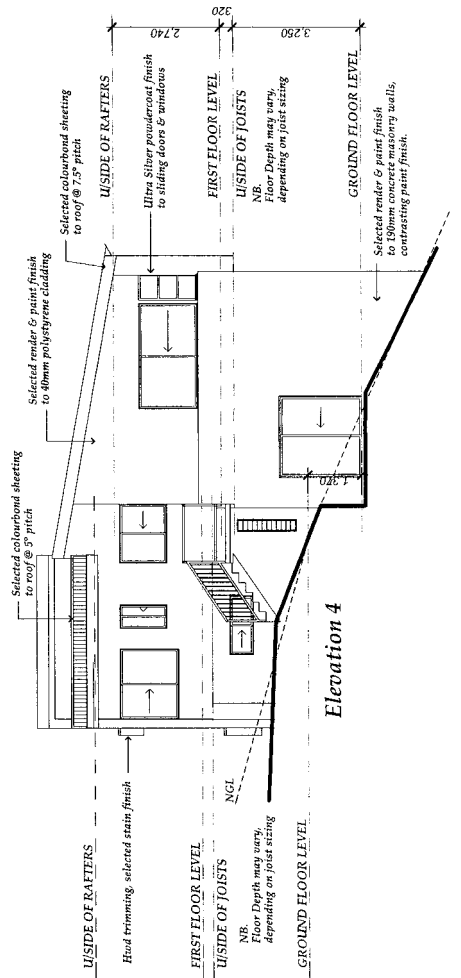 Selected colourbond sheeting
to roof @ 5° pitch
Selected render & paint finish
to 40mm polystyrene cladding
Selected colourbond sheeting
to roof @ 7.5° pitch
U/SIDE OF RAFTERS
Hwd trimming, selected stain finish
FIRST FLOOR LEVEL
U/SIDE OF JOISTS
NB.
Floor Depth may vary,
depending on joist sizing
GROUND FLOOR LEVEL
NGL
U/SIDE OF RAFTERS
Ultra Silver powdercoat finish
to sliding doors & windows
FIRST FLOOR LEVEL
U/SIDE OF JOISTS
NB.
Floor Depth may vary,
depending on joist sizing
GROUND FLOOR LEVEL
Selected render & paint finish
to 190mm concrete masonry walls,
contrasting paint finish.
2,740
320
3,250
1,370
Elevation 4